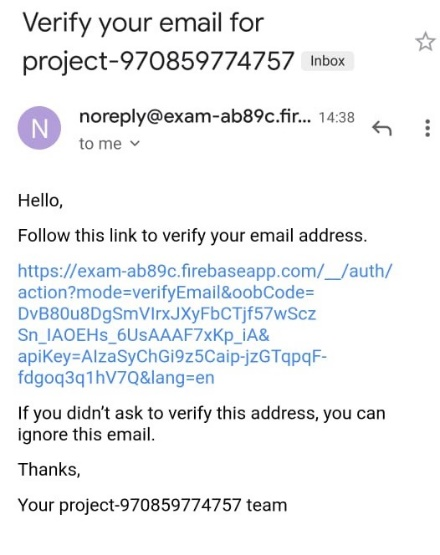 Verify your email for
project-970859774757 Inbox
N
noreply@exam-ab89c.fir... 14:38
to me
Hello,
Follow this link to verify your email address.
https://exam-ab89c.firebaseapp.com/__/auth/
action?mode=verifyEmail&oobCode=
DvB80u8DgSmVIrxJXyFbCTjf57wScz
Sn_IAOEHs_6UsAAAF7xKp_iA&
apiKey=AIzaSyChGi9z5Caip-jzGTqpqF-
fdgoq3q1hV7Q&lang=en
If you didn’t ask to verify this address, you can
ignore this email.
Thanks,
Your project-970859774757 team